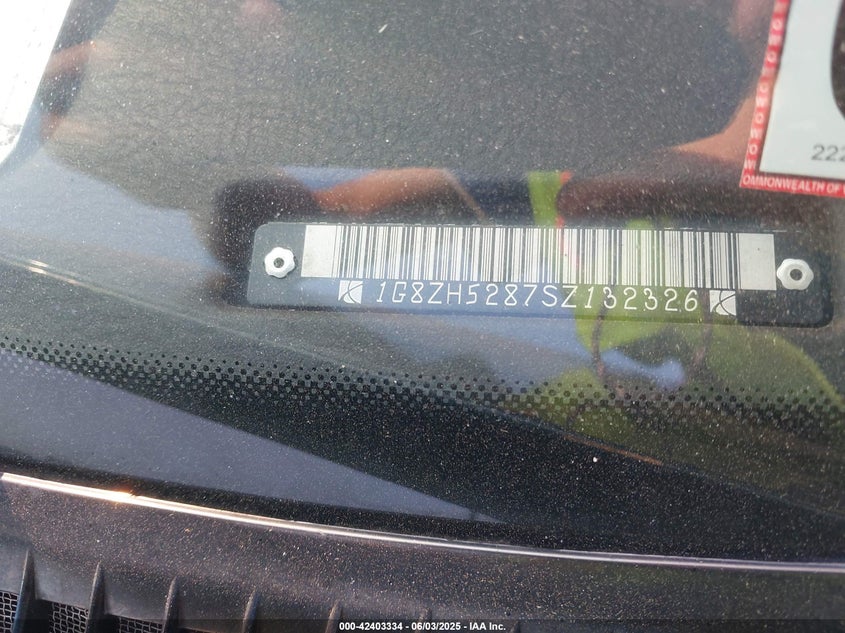 222
OMMONWEALTH OF
1G8ZH5287SZ132326
000-42403334 | 06/03/2025 | IAA Inc.